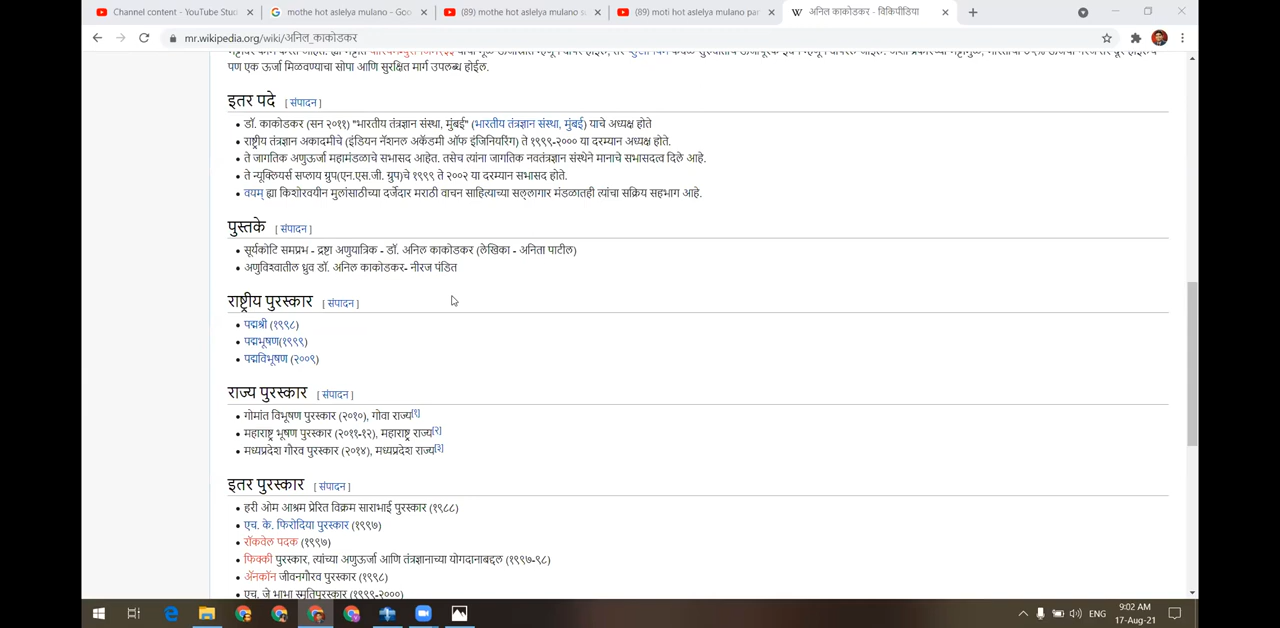 Channel content - YouTube Stud
mothe hot aslelya mulano - Goo
(89) mothe hot aslelya mulano s
(89) moti hot aslelya mulano par
W अनिल काकोडकर - विकिपीडिया
mr.wikipedia.org/wiki/अनिल_काकोडकर
पण एक ऊर्जा मिळवण्याचा सोपा आणि सुरक्षित मार्ग उपलब्ध होईल.
इतर पदे [ संपादन ]
• डॉ. काकोडकर (सन २०११) "भारतीय तंत्रज्ञान संस्था, मुंबई" (भारतीय तंत्रज्ञान संस्था, मुंबई) याचे अध्यक्ष होते
• राष्ट्रीय तंत्रज्ञान अकादमीचे (इंडियन नॅशनल अकॅडमी ऑफ इंजिनियरिंग) ते १९९९-२००० या दरम्यान अध्यक्ष होते.
• ते जागतिक अणुऊर्जा महामंडळाचे सभासद आहेत. तसेच त्यांना जागतिक नवतंत्रज्ञान संस्थेने मानाचे सभासदत्व दिले आहे.
• ते न्यूक्लियर्स सप्लाय ग्रुप(एन.एस.जी. ग्रुप)चे १९९९ ते २००२ या दरम्यान सभासद होते.
• वयम् ह्या किशोरवयीन मुलांसाठीच्या दर्जेदार मराठी वाचन साहित्याच्या सल्लागार मंडळातही त्यांचा सक्रिय सहभाग आहे.
पुस्तके [ संपादन ]
• सूर्यकोटि समप्रभ - द्रष्टा अणुयात्रिक - डॉ. अनिल काकोडकर (लेखिका - अनिता पाटील)
• अणुविश्वातील ध्रुव डॉ. अनिल काकोडकर- नीरज पंडित
राष्ट्रीय पुरस्कार [ संपादन ]
• पद्मश्री (१९९८)
• पद्मभूषण(१९९९)
• पद्मविभूषण (२००९)
राज्य पुरस्कार [ संपादन ]
• गोमांत विभूषण पुरस्कार (२०१०), गोवा राज्य[१]
• महाराष्ट्र भूषण पुरस्कार (२०११-१२), महाराष्ट्र राज्य[२]
• मध्यप्रदेश गौरव पुरस्कार (२०१४), मध्यप्रदेश राज्य[३]
इतर पुरस्कार [ संपादन ]
• हरी ओम आश्रम प्रेरित विक्रम साराभाई पुरस्कार (१९८८)
• एच. के. फिरोदिया पुरस्कार (१९९७)
• रॉकवेल पदक (१९९७)
• फिक्की पुरस्कार, त्यांच्या अणुऊर्जा आणि तंत्रज्ञानाच्या योगदानाबद्दल (१९९७-९८)
• ॲनकॉन जीवनगौरव पुरस्कार (१९९८)
• एच. जे भाभा स्मृतिपुरस्कार (१९९९-२०००)
ENG
9:02 AM
17-Aug-21